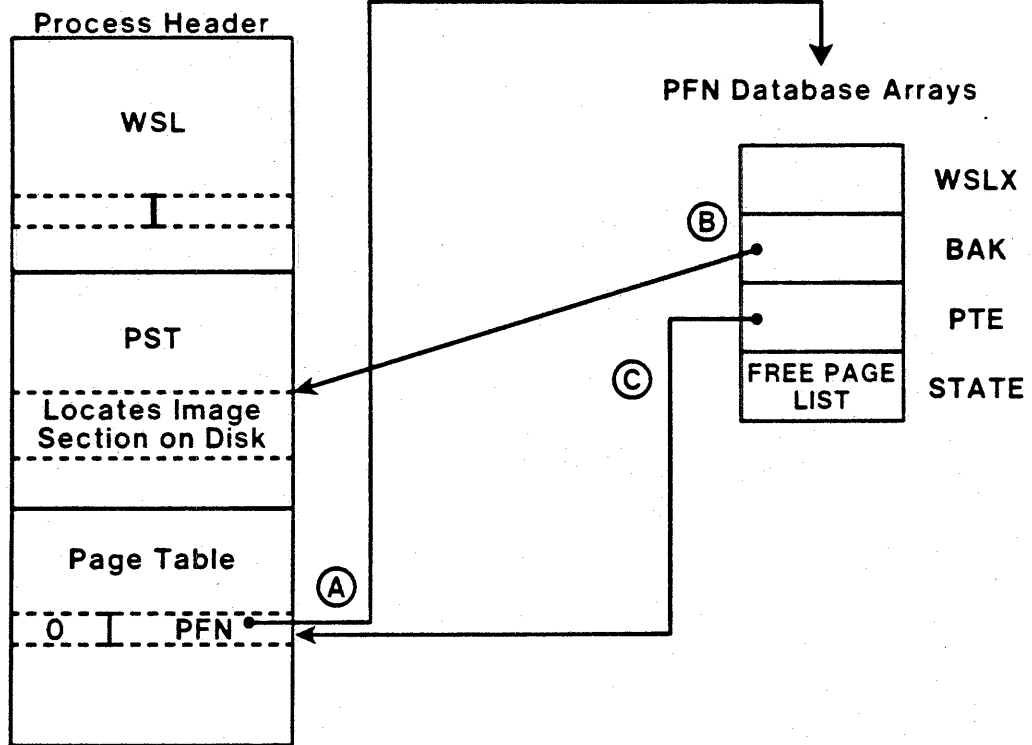 Process Header
WSL
PST
Locates Image
Section on Disk
Page Table
0 PFN
A
PFN Database Arrays
B
C
WSLX
BAK
PTE
FREE PAGE
LIST
STATE